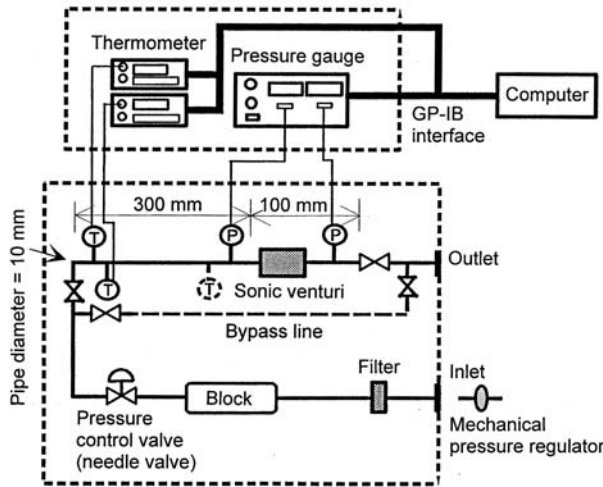 Thermometer
Pressure gauge
Computer
GP-IB
interface
300 mm
100 mm
T
P
P
T
T
Outlet
Sonic venturi
Pipe diameter = 10 mm
Bypass line
Filter
Inlet
Block
Mechanical
pressure regulator
Pressure
control valve
(needle valve)